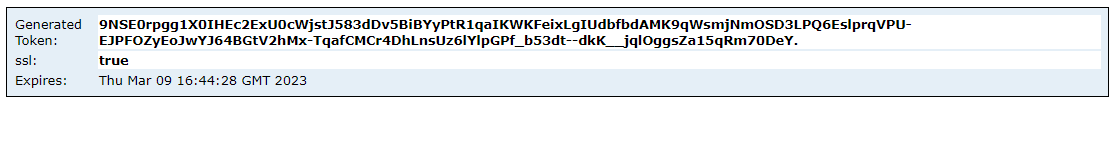 Generated 9NSE0rpgg1X0IHEc2ExU0cWjstJ583dDv5BiBYyPtR1qaIKWKFeixLgIUdbfbdAMK9qWsmjNmOSD3LPQ6EslprqVPU-
Token: EJPFOZyEoJwYJ64BGtV2hMx-TqafCMCr4DhLnsUz6lYlpGPf_b53dt--dkK__jqlOggsZa15qRm70DeY.
ssl: true
Expires: Thu Mar 09 16:44:28 GMT 2023